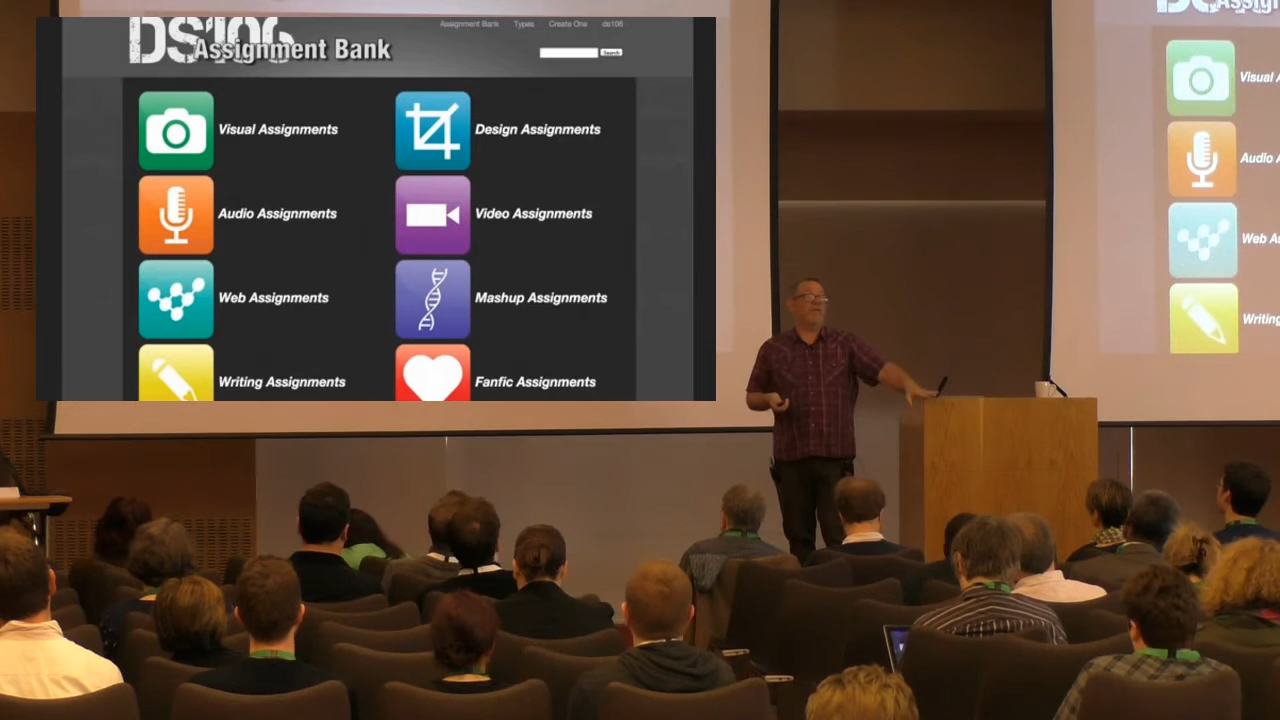 Assignment Bank Types Create One ds106
DS106 Assignment Bank
Search
Visual Assignments Design Assignments
Audio Assignments Video Assignments
Web Assignments Mashup Assignments
Writing Assignments Fanfic Assignments
Visual A
Audio A
Web As
Writing